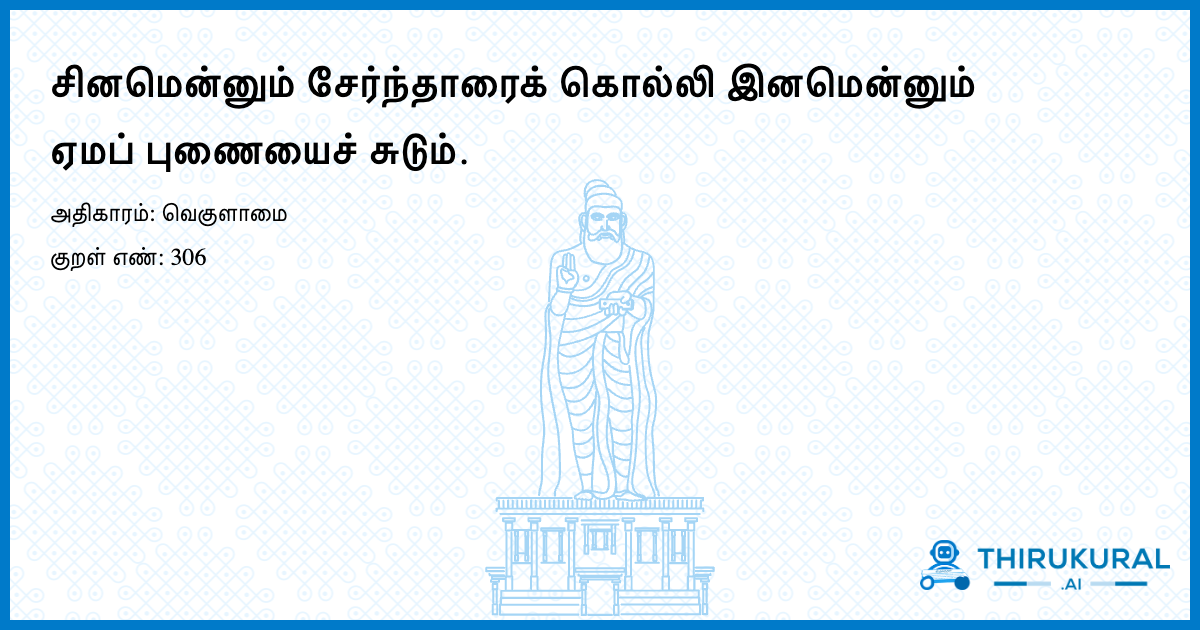 சினமென்னும் சேர்ந்தாரைக் கொல்லி இனமென்னும்
ஏமப் புணையைச் சுடும்.
அதிகாரம்: வெகுளாமை
குறள் எண்: 306
THIRUKURAL
.AI